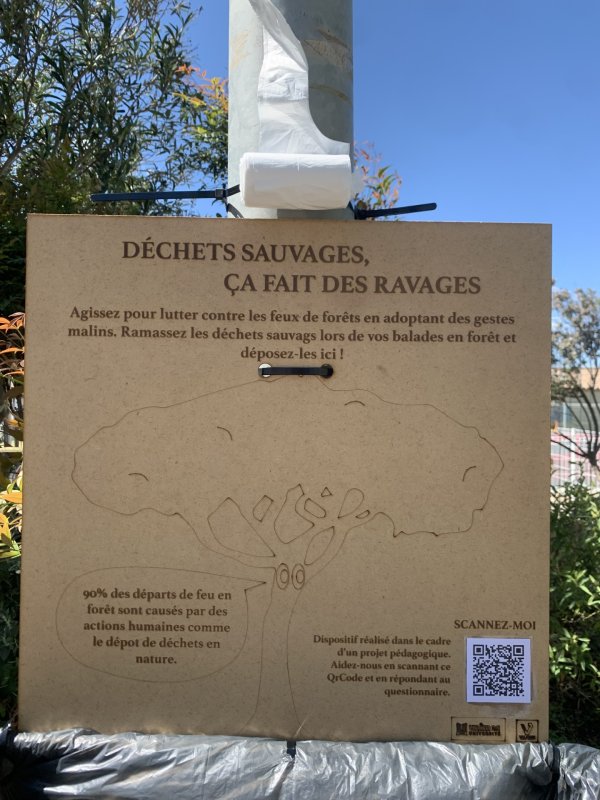 DÉCHETS SAUVAGES,
ÇA FAIT DES RAVAGES
Agissez pour lutter contre les feux de forêts en adoptant des gestes
malins. Ramassez les déchets sauvags lors de vos balades en forêt et
déposez-les ici !
90% des départs de feu en
forêt sont causés par des
actions humaines comme
le dépot de déchets en
nature.
SCANNEZ-MOI
Dispositif réalisé dans le cadre
d'un projet pédagogique.
Aidez-nous en scannant ce
QrCode et en répondant au
questionnaire.
UNIVERSITÉ